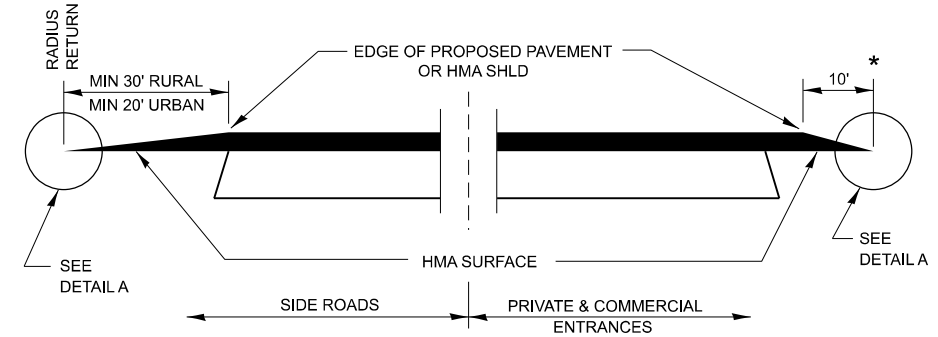 RADIUS
RETURN
MIN 30' RURAL
MIN 20' URBAN
EDGE OF PROPOSED PAVEMENT
OR HMA SHLD
*
10'
SEE
DETAIL A
HMA SURFACE
SEE
DETAIL A
SIDE ROADS
PRIVATE & COMMERCIAL
ENTRANCES